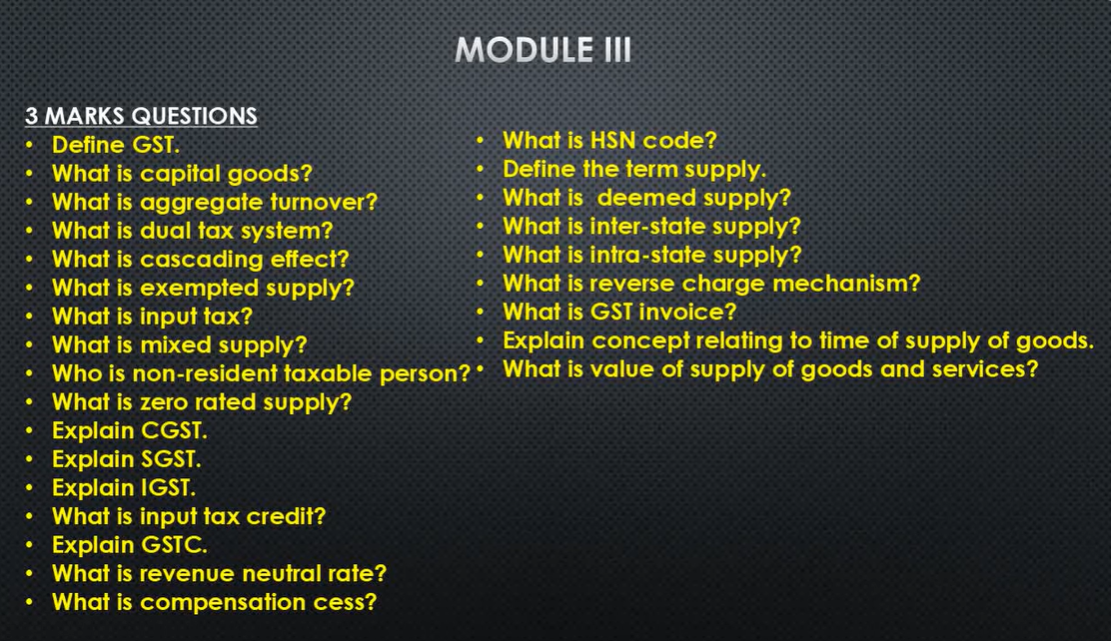 MODULE III
3 MARKS QUESTIONS
• Define GST.
• What is capital goods?
• What is aggregate turnover?
• What is dual tax system?
• What is cascading effect?
• What is exempted supply?
• What is input tax?
• What is mixed supply?
• Who is non-resident taxable person?
• What is zero rated supply?
• Explain CGST.
• Explain SGST.
• Explain IGST.
• What is input tax credit?
• Explain GSTC.
• What is revenue neutral rate?
• What is compensation cess?
• What is HSN code?
• Define the term supply.
• What is deemed supply?
• What is inter-state supply?
• What is intra-state supply?
• What is reverse charge mechanism?
• What is GST invoice?
• Explain concept relating to time of supply of goods.
• What is value of supply of goods and services?